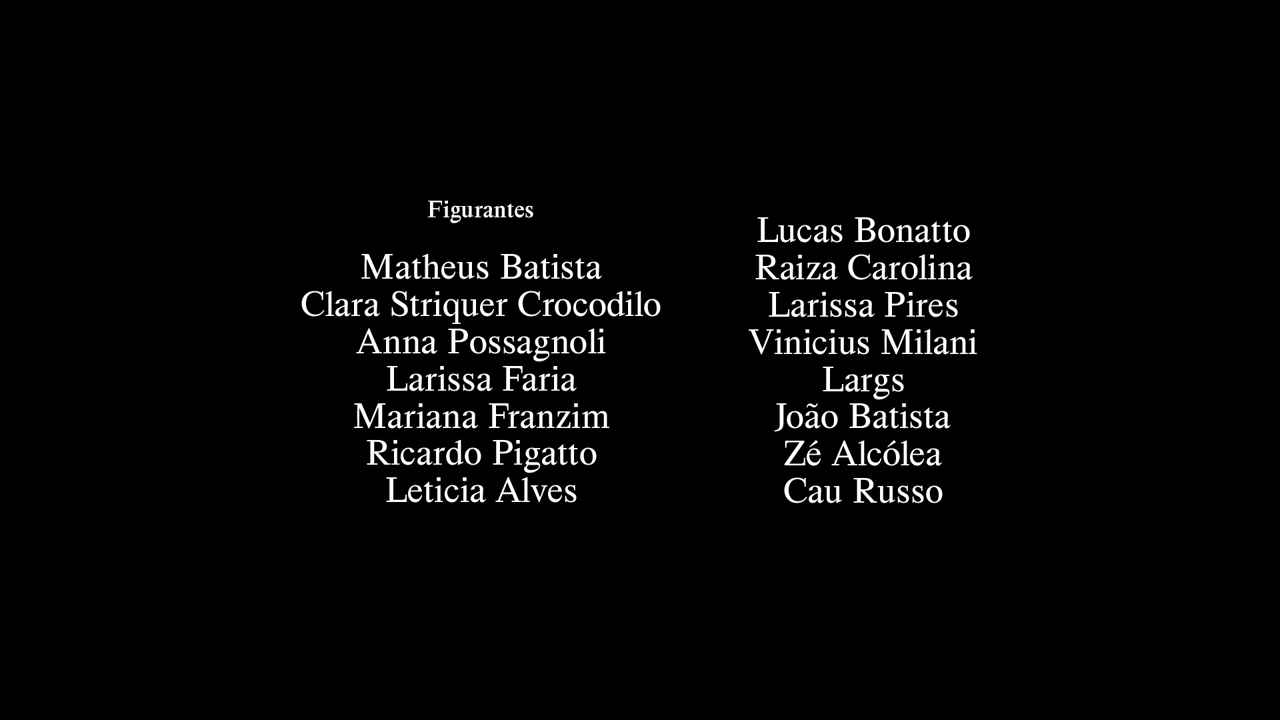 Figurantes
Matheus Batista
Clara Striquer Crocodilo
Anna Possagnoli
Larissa Faria
Mariana Franzim
Ricardo Pigatto
Leticia Alves
Lucas Bonatto
Raiza Carolina
Larissa Pires
Vinicius Milani
Largs
João Batista
Zé Alcólea
Cau Russo